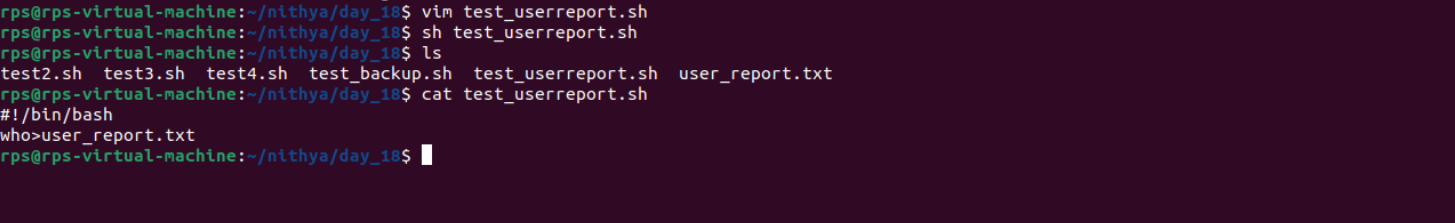 rps@rps-virtual-machine:~/nithya/day_18$ vim test_userreport.sh
rps@rps-virtual-machine:~/nithya/day_18$ sh test_userreport.sh
rps@rps-virtual-machine:~/nithya/day_18$ ls
test2.sh  test3.sh  test4.sh  test_backup.sh  test_userreport.sh  user_report.txt
rps@rps-virtual-machine:~/nithya/day_18$ cat test_userreport.sh
#!/bin/bash
who>user_report.txt
rps@rps-virtual-machine:~/nithya/day_18$